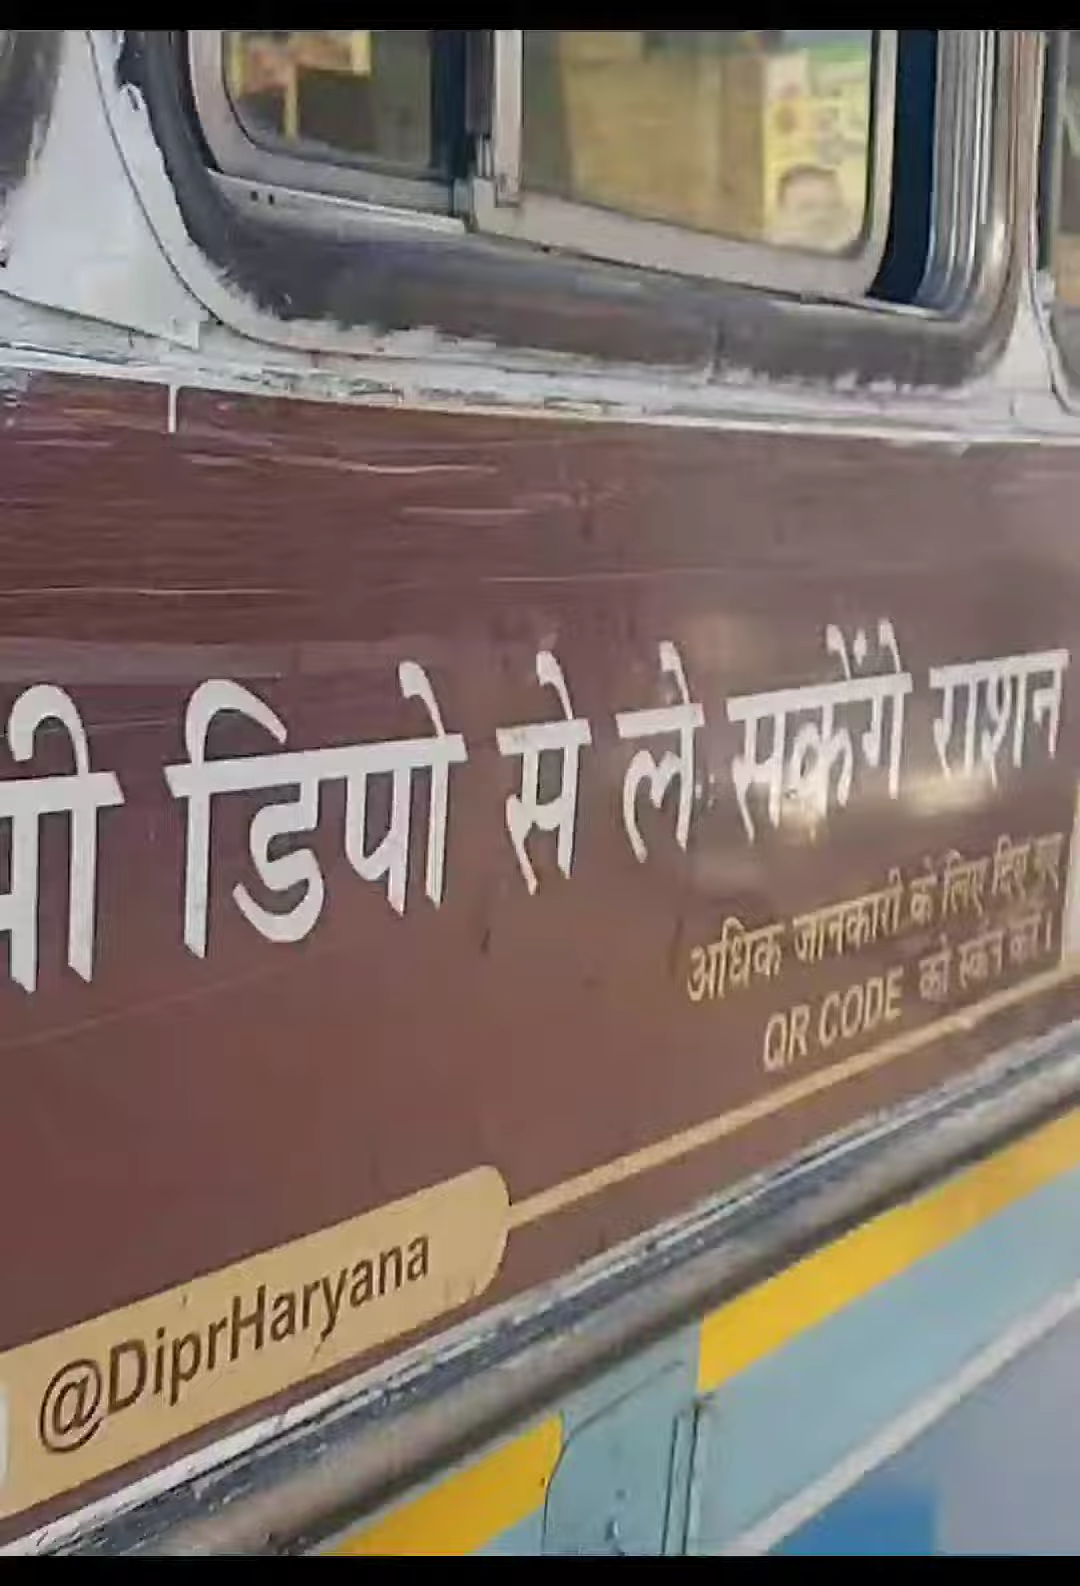 डिपो से ले सकेंगे राशन
अधिक जानकारी के लिए दिए गए
QR CODE को स्कैन करें।
@DiprHaryana